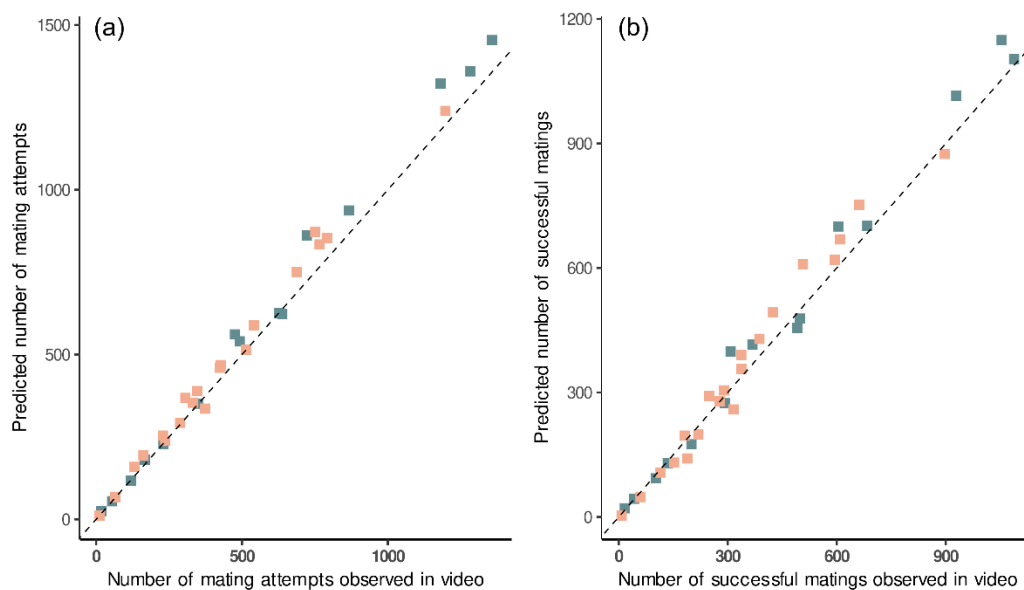 (a)
1500
1000
500
0
Predicted number of mating attempts
0 500 1000
Number of mating attempts observed in video
(b)
1200
900
600
300
0
Predicted number of successful matings
0 300 600 900
Number of successful matings observed in video